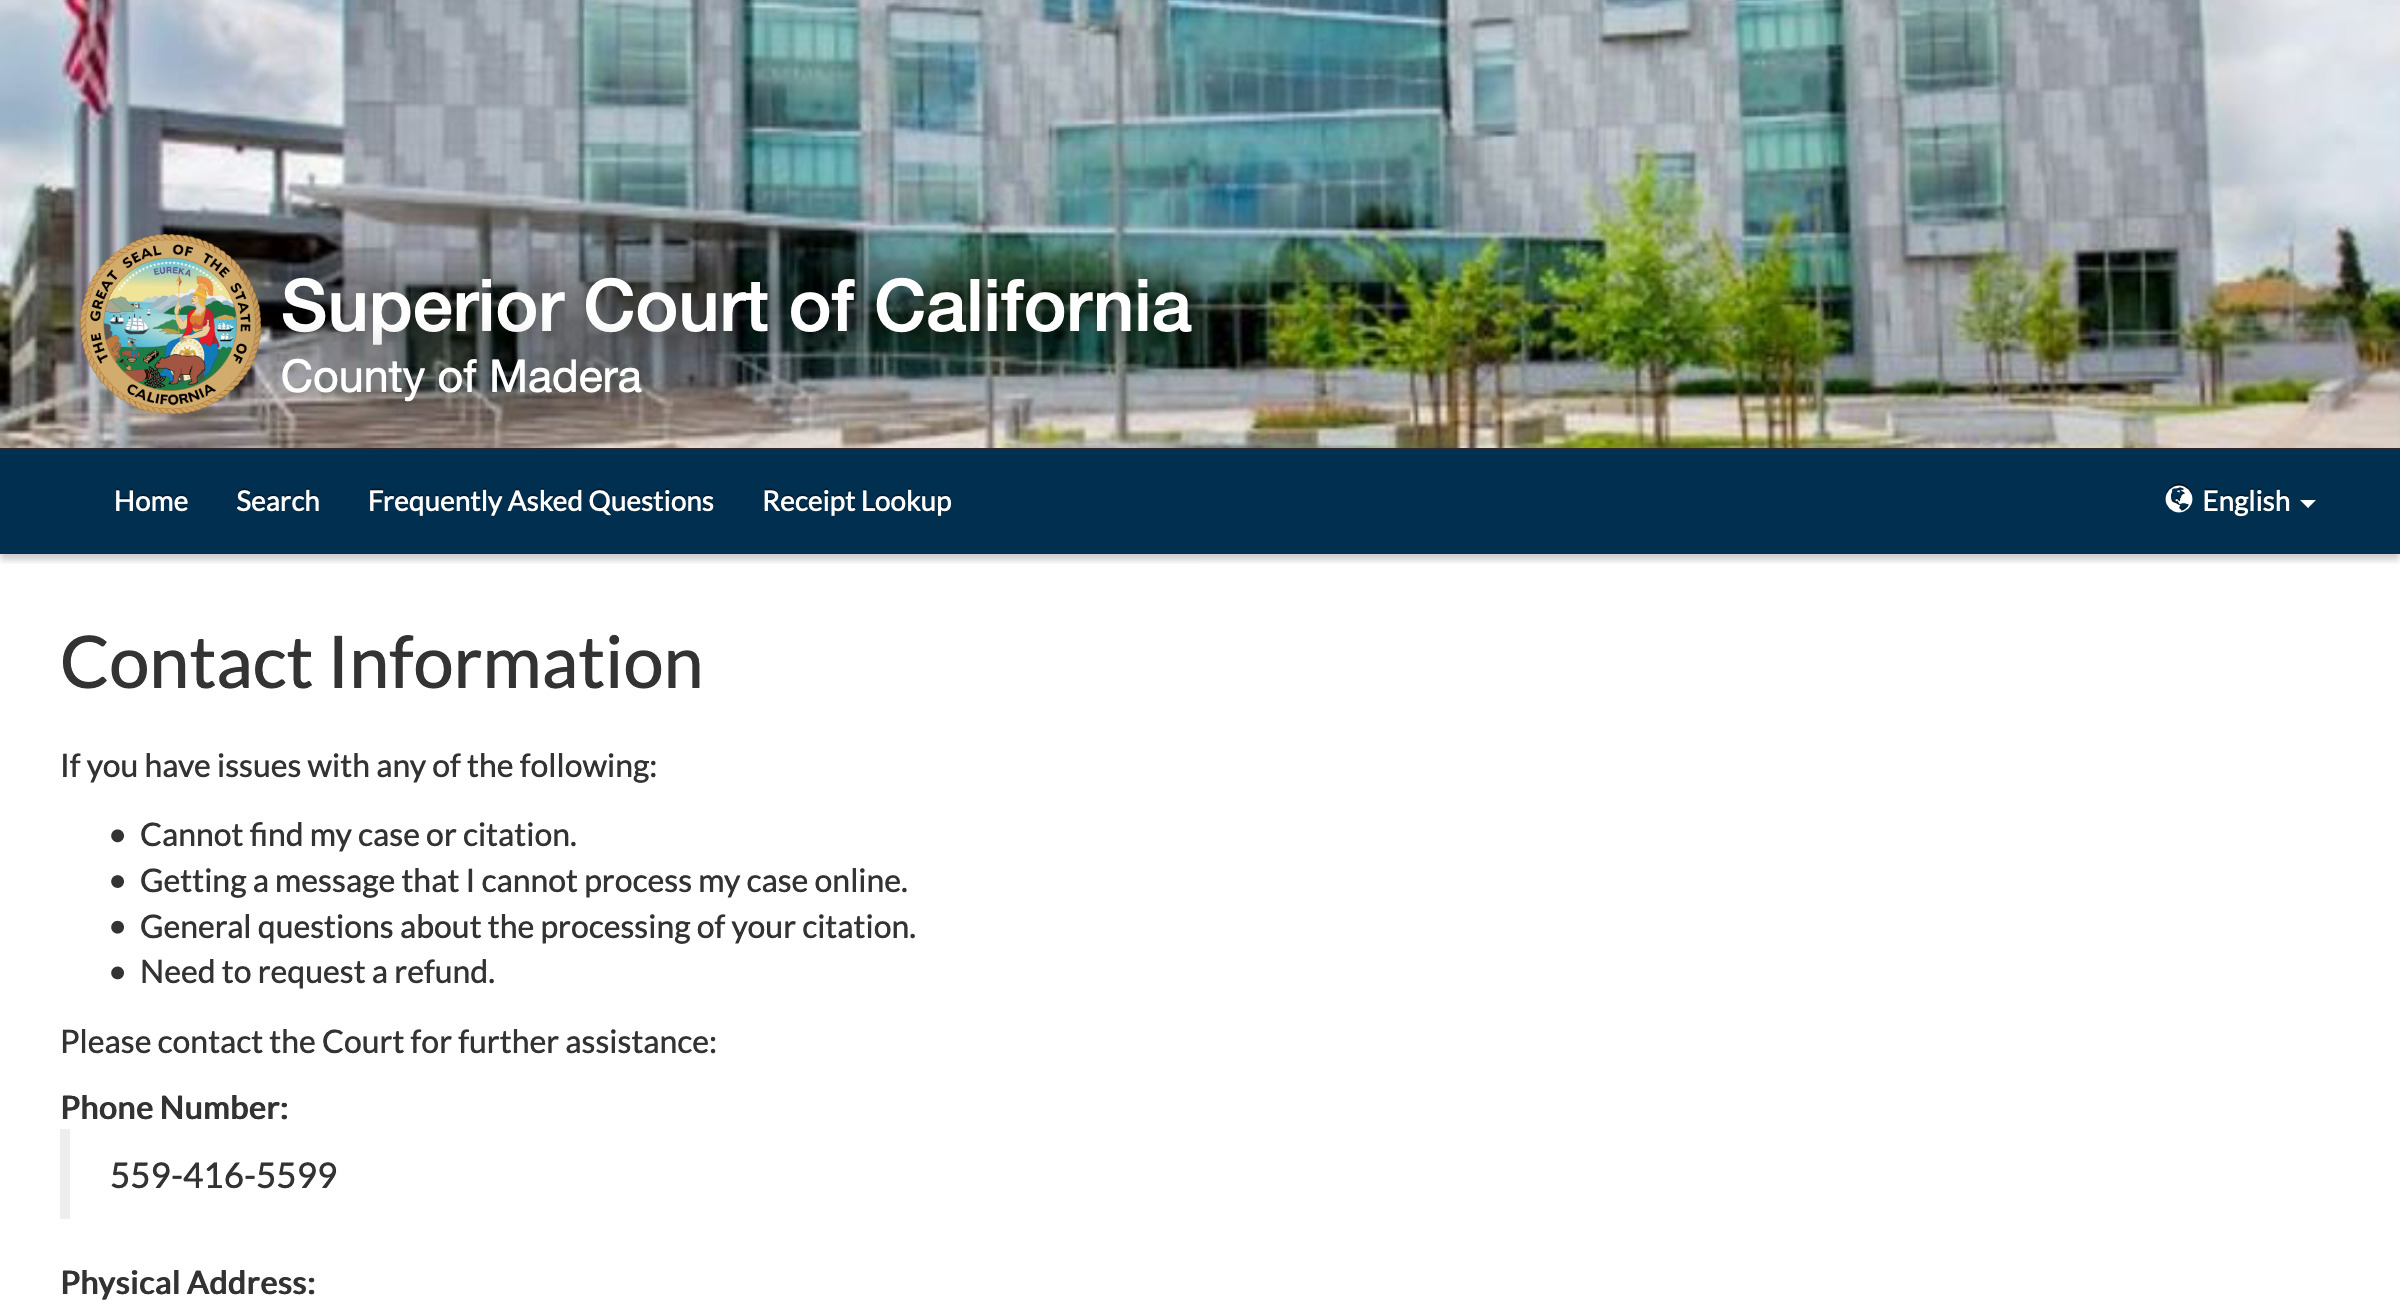 THE GREAT SEAL OF THE STATE OF CALIFORNIA
EUREKA
Superior Court of California
County of Madera
Home Search Frequently Asked Questions Receipt Lookup English
Contact Information
If you have issues with any of the following:
• Cannot find my case or citation.
• Getting a message that I cannot process my case online.
• General questions about the processing of your citation.
• Need to request a refund.
Please contact the Court for further assistance:
Phone Number:
559-416-5599
Physical Address: